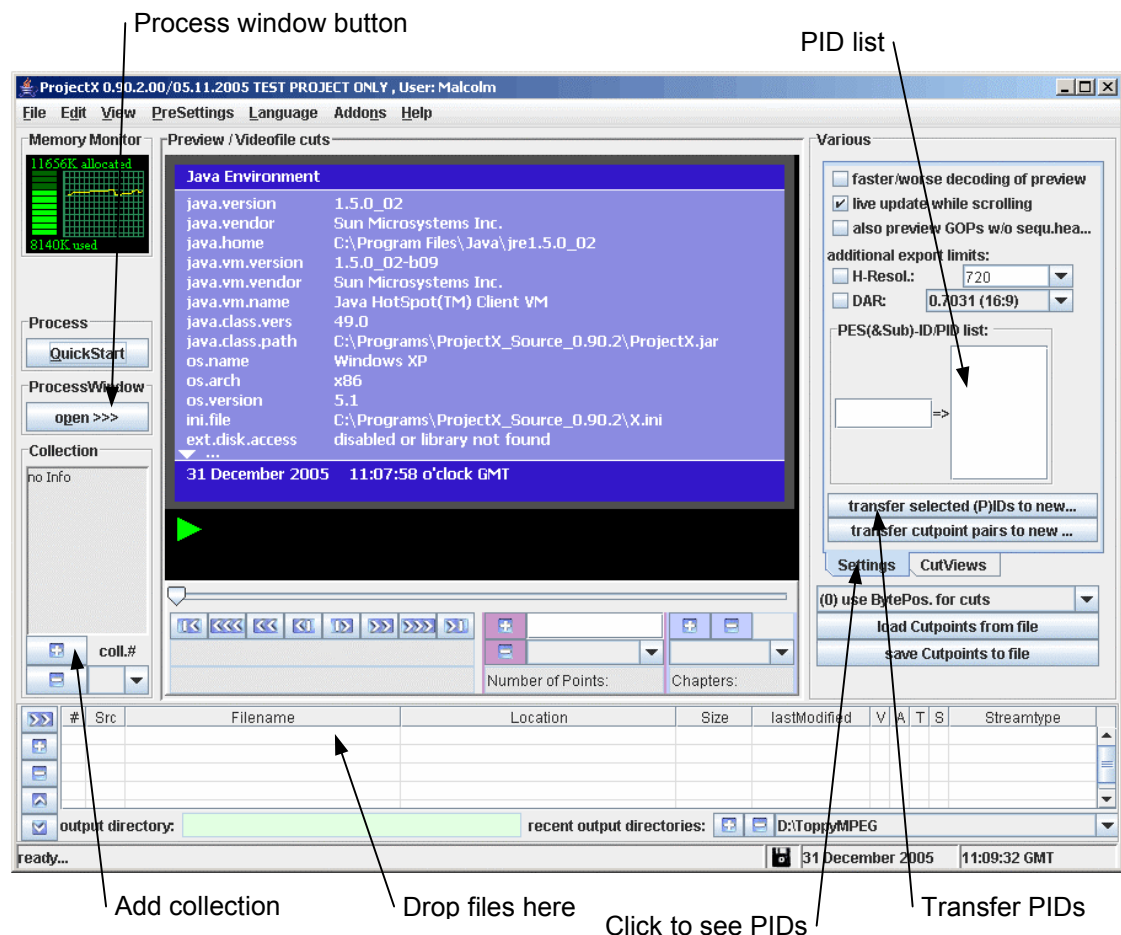 Process window button
PID list
ProjectX 0.90.2.00/05.11.2005 TEST PROJECT ONLY , User: Malcolm
File Edit View PreSettings Language Addons Help
Memory Monitor
11656K allocated
8140K used
Process
QuickStart
ProcessWindow
open >>>
Collection
no Info
coll.#
Preview / Videofile cuts
Java Environment
java.version 1.5.0_02
java.vendor Sun Microsystems Inc.
java.home C:\Program Files\Java\jre1.5.0_02
java.vm.version 1.5.0_02-b09
java.vm.vendor Sun Microsystems Inc.
java.vm.name Java HotSpot(TM) Client VM
java.class.vers 49.0
java.class.path C:\Programs\ProjectX_Source_0.90.2\ProjectX.jar
os.name Windows XP
os.arch x86
os.version 5.1
ini.file C:\Programs\ProjectX_Source_0.90.2\X.ini
ext.disk.access disabled or library not found
...
31 December 2005 11:07:58 o'clock GMT
Number of Points:
Chapters:
Various
faster/worse decoding of preview
live update while scrolling
also preview GOPs w/o sequ.hea...
additional export limits:
H-Resol.: 720
DAR: 0.7031 (16:9)
PES(&Sub)-ID/PID list:
=>
transfer selected (P)IDs to new...
transfer cutpoint pairs to new ...
Settings CutViews
(0) use BytePos. for cuts
load Cutpoints from file
save Cutpoints to file
# Src Filename Location Size lastModified V A T S Streamtype
output directory: recent output directories: D:\ToppyMPEG
ready... 31 December 2005 11:09:32 GMT
Add collection
Drop files here
Click to see PIDs
Transfer PIDs